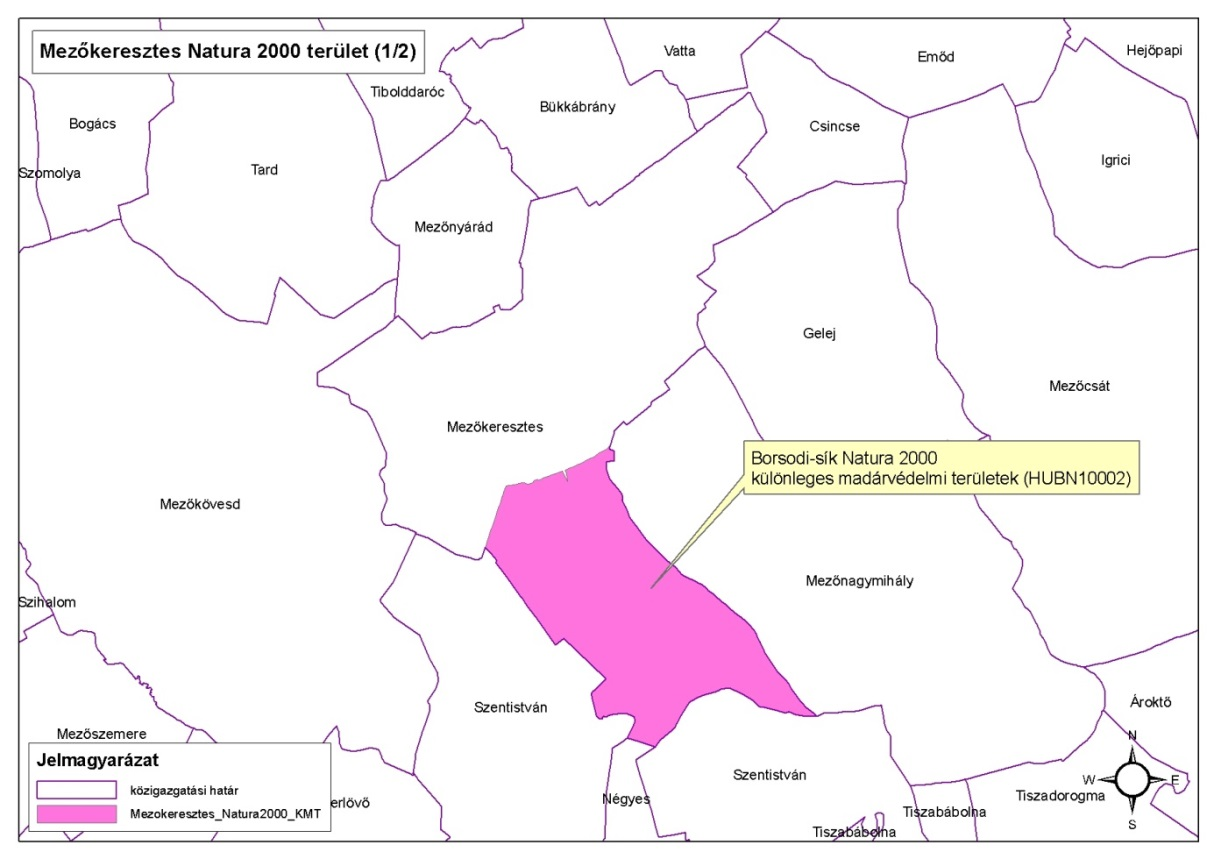 Mezőkeresztes Natura 2000 terület (1/2)
Vatta
Emőd
Hejőpapi
Tibolddaróc
Bükkábrány
Bogács
Csincse
Igrici
Szomolya
Tard
Mezőnyárád
Gelej
Mezőcsát
Mezőkeresztes
Borsodi-sík Natura 2000
különleges madárvédelmi területek (HUBN10002)
Mezőkövesd
Mezőnagymihály
Szihalom
Szentistván
Ároktő
Mezőszemere
N
Jelmagyarázat
Szentistván
W
E
közigazgatási határ
erlövő
Négyes
Tiszadorogma
Mezokeresztes_Natura2000_KMT
Tiszabábolna
S
Tiszabábolna